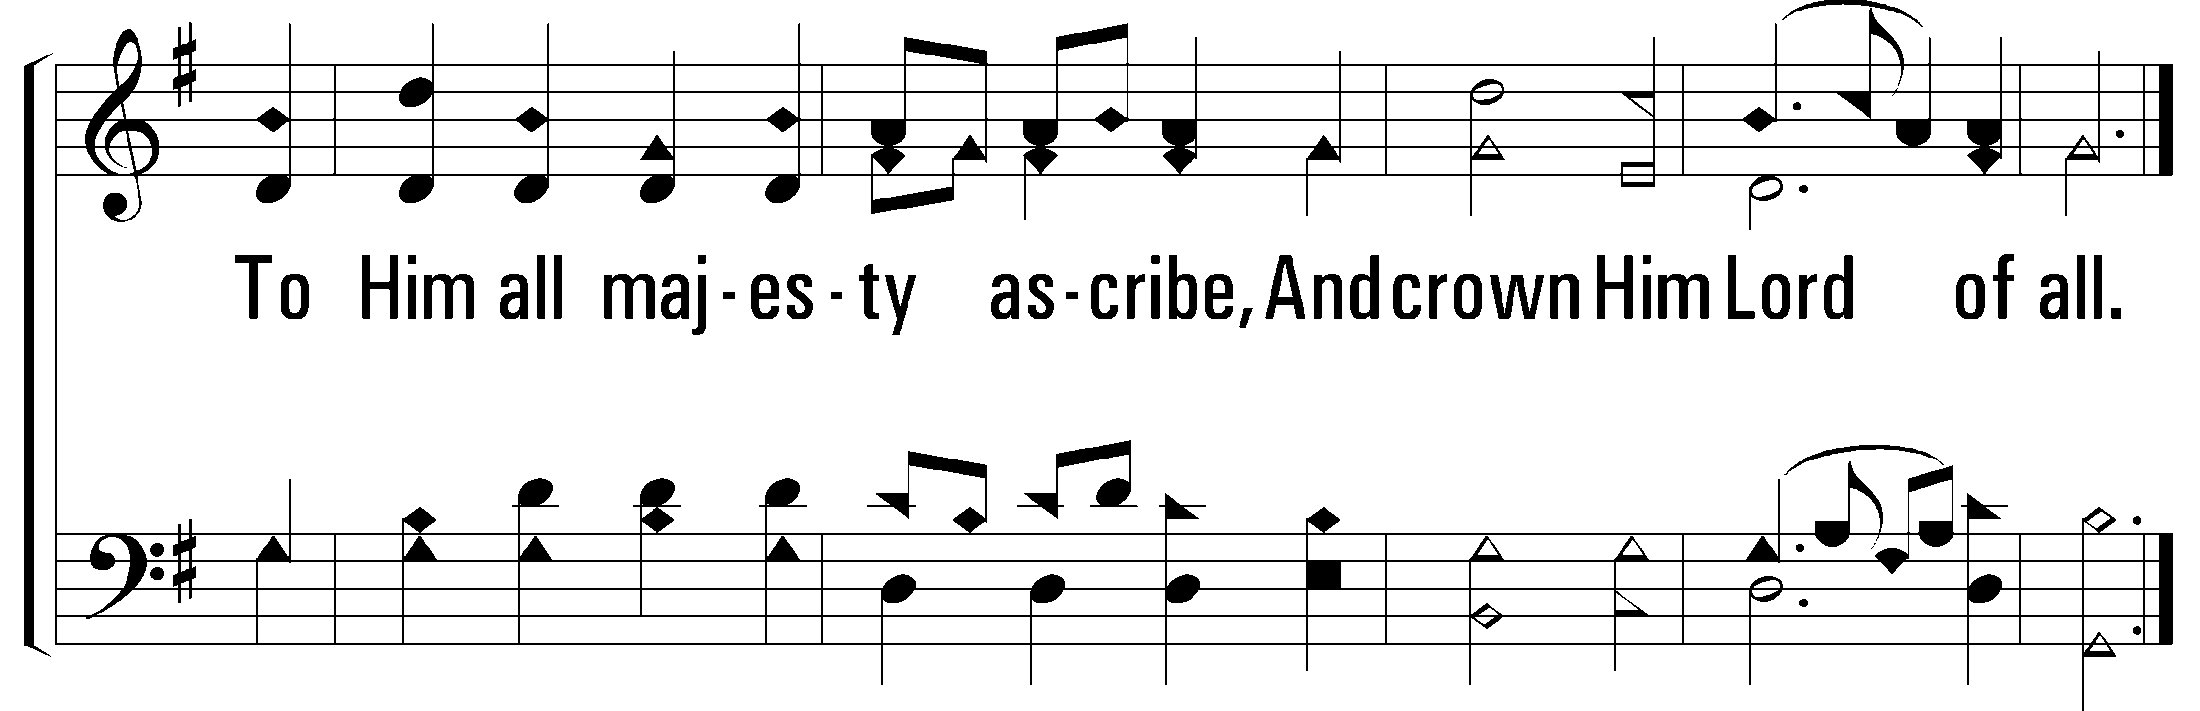 To Him all maj - es - ty as - cribe, And crown Him Lord of all.